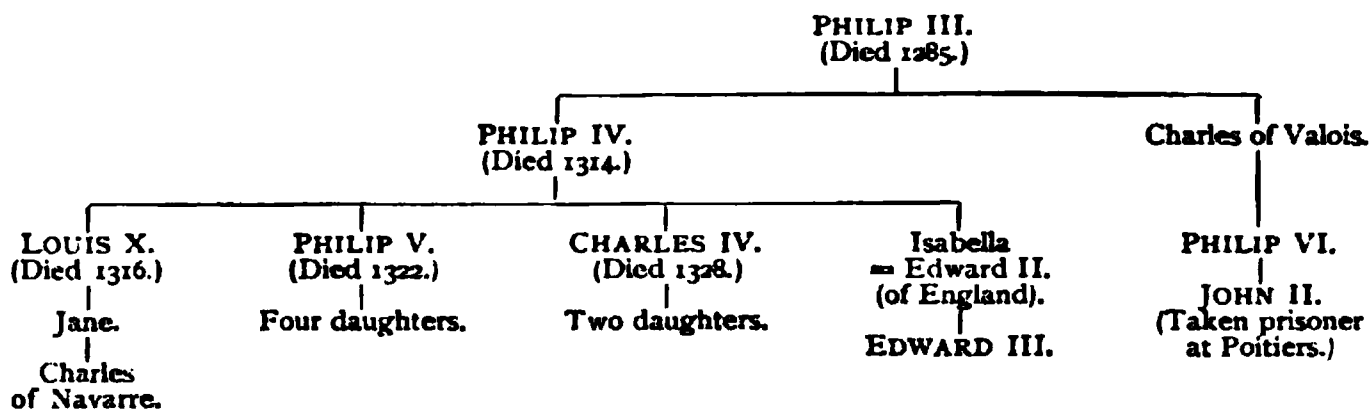 PHILIP III.
(Died 1285.)
PHILIP IV.
(Died 1314.)
Charles of Valois.
LOUIS X.
(Died 1316.)
PHILIP V.
(Died 1322.)
CHARLES IV.
(Died 1328.)
Isabella
= Edward II.
(of England).
PHILIP VI.
Jane.
Four daughters.
Two daughters.
EDWARD III.
JOHN II.
(Taken prisoner
at Poitiers.)
Charles
of Navarre.